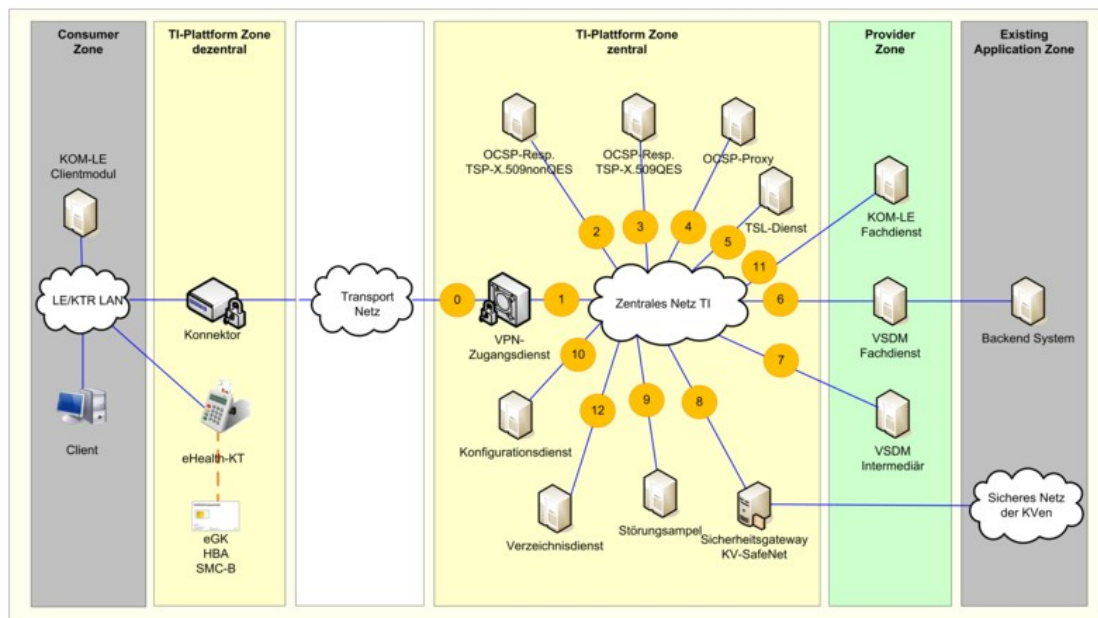 Consumer
Zone
TI-Plattform Zone
dezentral
TI-Plattform Zone
zentral
Provider
Zone
Existing
Application Zone
KOM-LE
Clientmodul
LE/KTR LAN
Client
Konnektor
eHealth-KT
eGK
HBA
SMC-B
Transport
Netz
0
VPN-
Zugangsdienst
1
OCSP-Resp.
TSP-X.509nonQES
2
OCSP-Resp.
TSP-X.509QES
3
OCSP-Proxy
4
TSL-Dienst
5
11
Zentrales Netz TI
6
7
8
9
10
12
Konfigurationsdienst
Verzeichnisdienst
Störungsampel
Sicherheitsgateway
KV-SafeNet
KOM-LE
Fachdienst
VSDM
Fachdienst
VSDM
Intermediär
Backend System
Sicheres Netz
der KVen